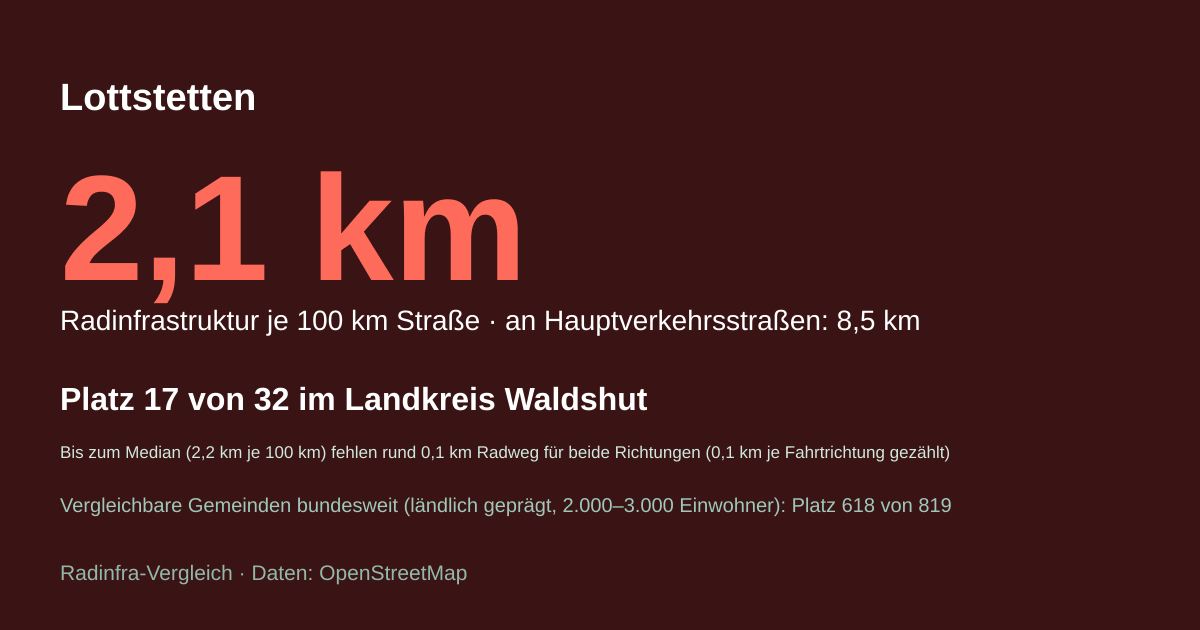 Lottstetten
2,1 km
Radinfrastruktur je 100 km Straße · an Hauptverkehrsstraßen: 8,5 km
Platz 17 von 32 im Landkreis Waldshut
Bis zum Median (2,2 km je 100 km) fehlen rund 0,1 km Radweg für beide Richtungen (0,1 km je Fahrtrichtung gezählt)
Vergleichbare Gemeinden bundesweit (ländlich geprägt, 2.000–3.000 Einwohner): Platz 618 von 819
Radinfra-Vergleich · Daten: OpenStreetMap